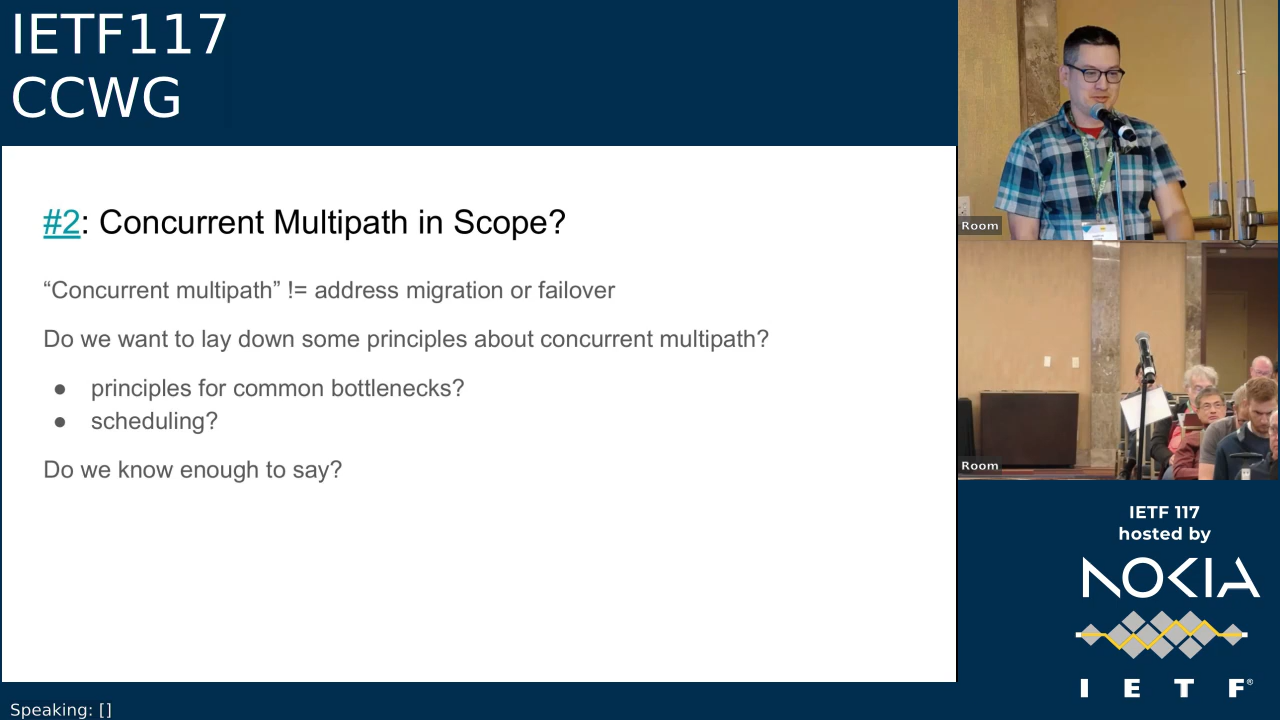 IETF117
CCWG
#2: Concurrent Multipath in Scope?
“Concurrent multipath” != address migration or failover
Do we want to lay down some principles about concurrent multipath?
● principles for common bottlenecks?
● scheduling?
Do we know enough to say?
Room
Room
IETF 117
hosted by
NOKIA
I E T F®
Speaking: []